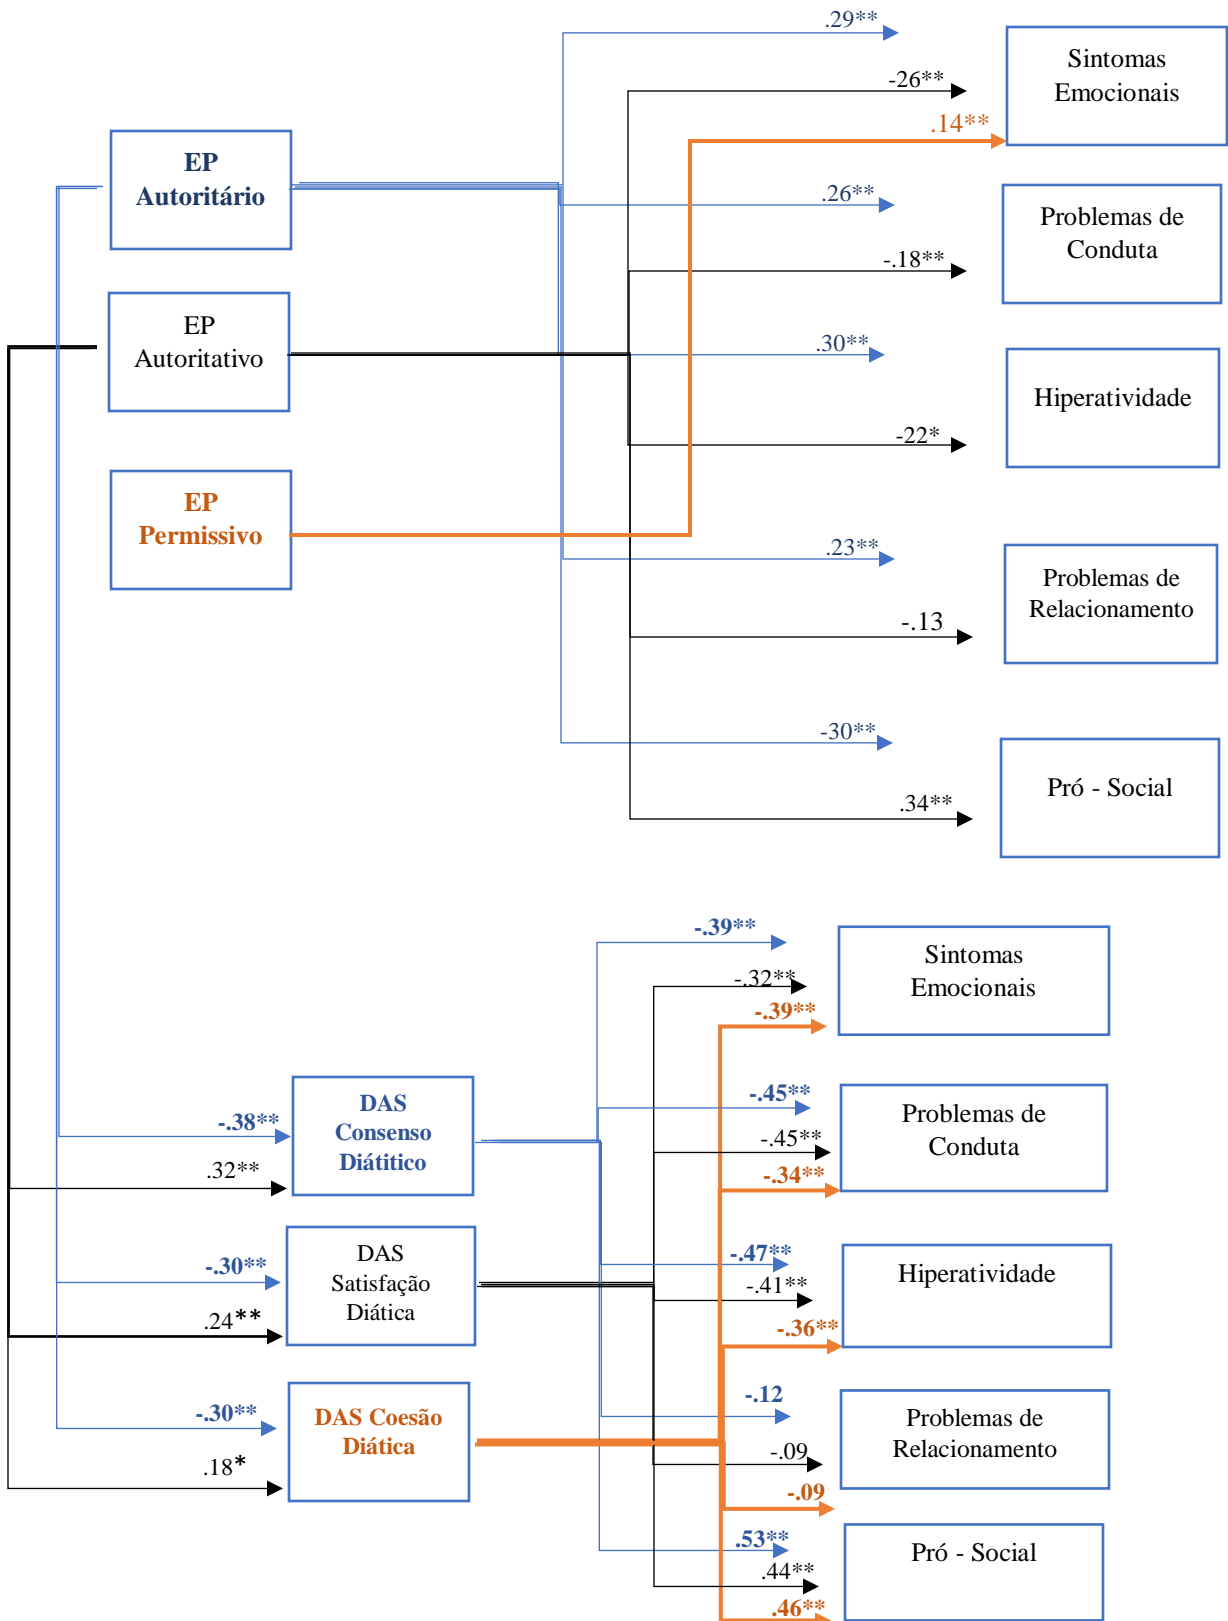 .29**
Sintomas
Emocionais
-26**
.14**
EP
Autoritário
.26**
Problemas de
Conduta
-.18**
EP
Autoritativo
.30**
Hiperatividade
-22*
EP
Permissivo
.23**
Problemas de
Relacionamento
-.13
-30**
Pró - Social
.34**
-.39**
Sintomas
Emocionais
-.32**
-.39**
DAS
Consenso
Diátitico
-.38**
.32**
-.45**
Problemas de
Conduta
-.45**
-.34**
DAS
Satisfação
Diática
-.30**
.24**
-.47**
Hiperatividade
-.41**
-.36**
DAS Coesão
Diática
-.30**
.18*
-.12
Problemas de
Relacionamento
-.09
-.09
.53**
Pró - Social
.44**
.46**